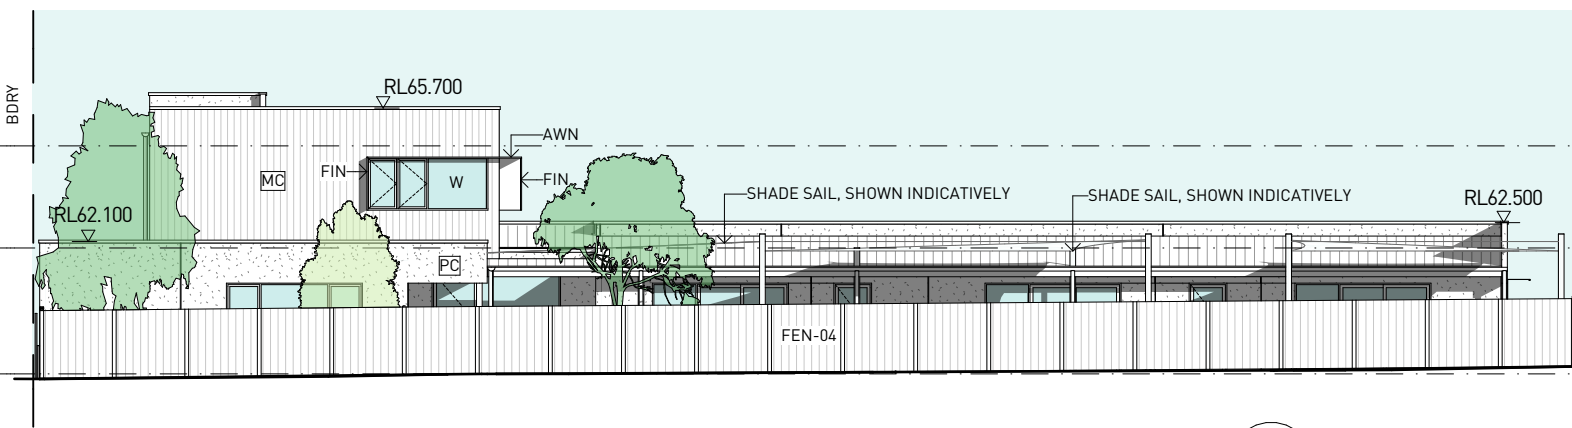 BDRY
RL65.700
AWN
FIN
FIN
W
MC
SHADE SAIL, SHOWN INDICATIVELY
SHADE SAIL, SHOWN INDICATIVELY
RL62.500
RL62.100
PC
FEN-04